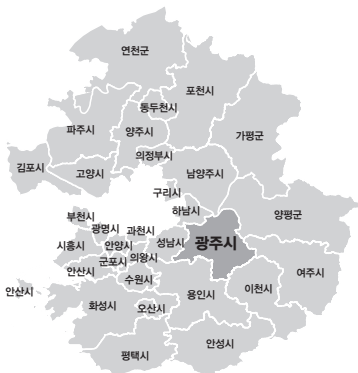 연천군
포천시
동두천시
파주시
양주시
가평군
의정부시
김포시
고양시
남양주시
구리시
하남시
양평군
부천시
광명시
과천시
시흥시
안양시
성남시
광주시
군포시
의왕시
안산시
수원시
여주시
이천시
안산시
용인시
화성시
오산시
안성시
평택시